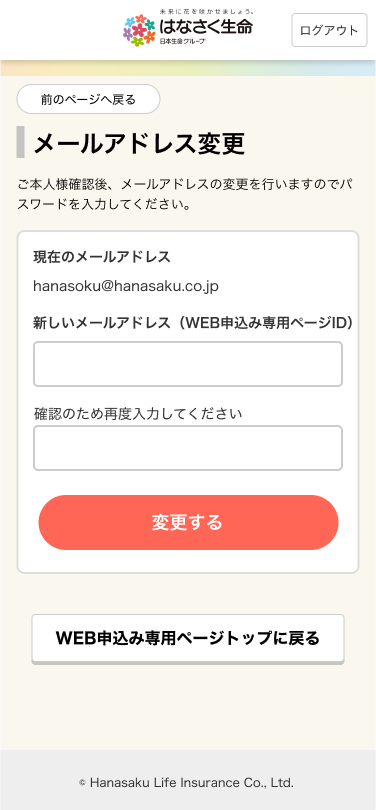 未来に花を咲かせましょう。
はなさく生命
日本生命グループ
ログアウト
前のページへ戻る
メールアドレス変更
ご本人様確認後、メールアドレスの変更を行いますのでパ
スワードを入力してください。
現在のメールアドレス
hanasoku@hanasaku.co.jp
新しいメールアドレス（WEB申込み専用ページID）
確認のため再度入力してください
変更する
WEB申込み専用ページトップに戻る
© Hanasaku Life Insurance Co., Ltd.